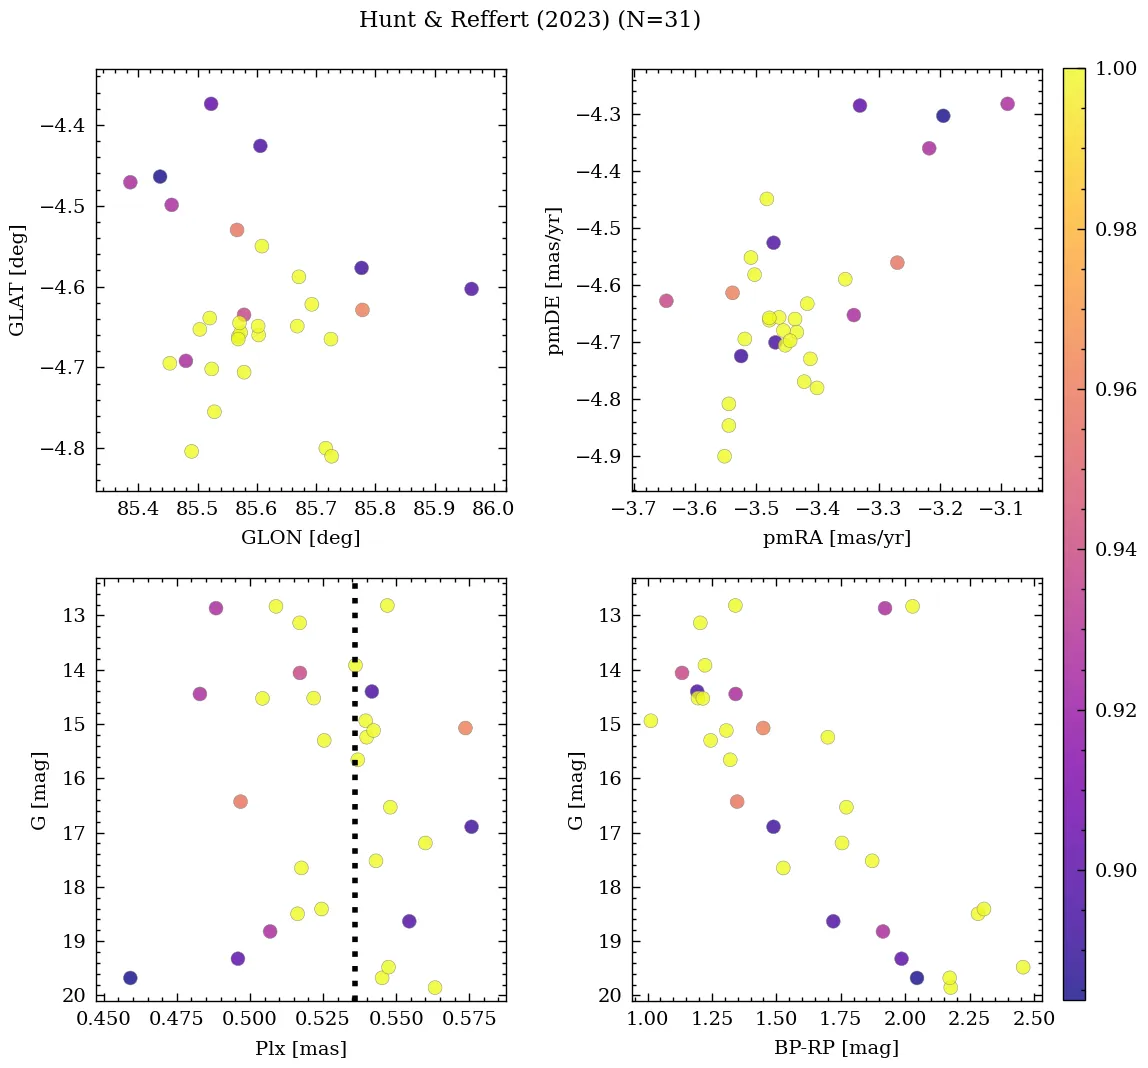 Hunt & Reffert (2023) (N=31)
GLAT [deg]
−4.4
−4.5
−4.6
−4.7
−4.8
85.4 85.5 85.6 85.7 85.8 85.9 86.0
GLON [deg]
pmDE [mas/yr]
−4.3
−4.4
−4.5
−4.6
−4.7
−4.8
−4.9
−3.7 −3.6 −3.5 −3.4 −3.3 −3.2 −3.1
pmRA [mas/yr]
G [mag]
13
14
15
16
17
18
19
20
0.450 0.475 0.500 0.525 0.550 0.575
Plx [mas]
G [mag]
13
14
15
16
17
18
19
20
1.00 1.25 1.50 1.75 2.00 2.25 2.50
BP-RP [mag]
1.00
0.98
0.96
0.94
0.92
0.90